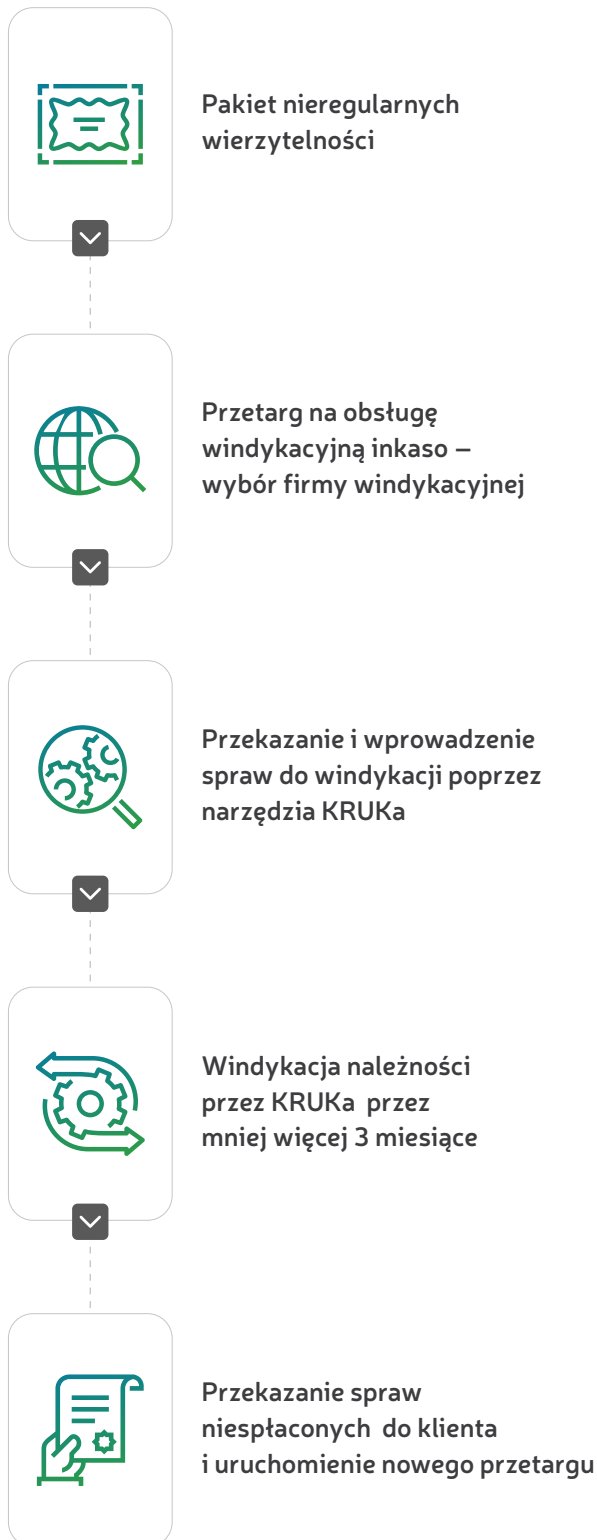 Pakiet nieregularnych
wierzytelności
Przetarg na obsługę
windykacyjną inkaso –
wybór firmy windykacyjnej
Przekazanie i wprowadzenie
spraw do windykacji poprzez
narzędzia KRUKa
Windykacja należności
przez KRUKa przez
mniej więcej 3 miesiące
Przekazanie spraw
niespłaconych do klienta
i uruchomienie nowego przetargu